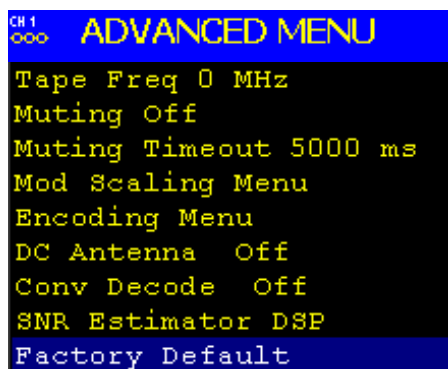 CH 1
ooo ADVANCED MENU
Tape Freq 0 MHz
Muting Off
Muting Timeout 5000 ms
Mod Scaling Menu
Encoding Menu
DC Antenna Off
Conv Decode Off
SNR Estimator DSP
Factory Default